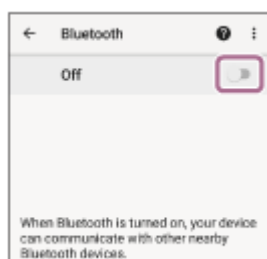 Bluetooth
Off
When Bluetooth is turned on, your device
can communicate with other nearby
Bluetooth devices.